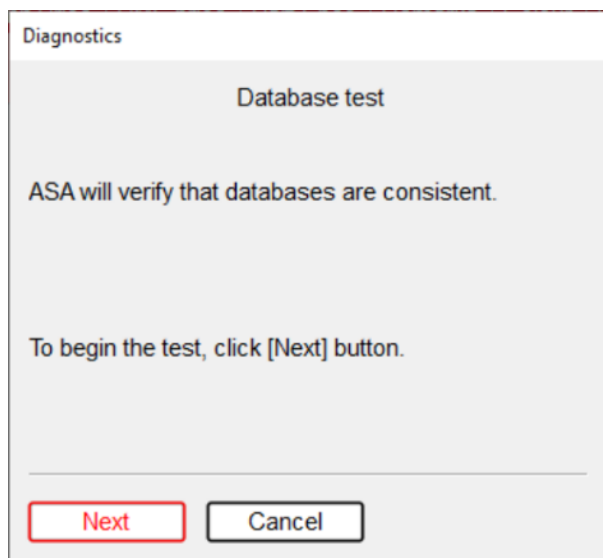 Diagnostics
Database test
ASA will verify that databases are consistent.
To begin the test, click [Next] button.
Next
Cancel